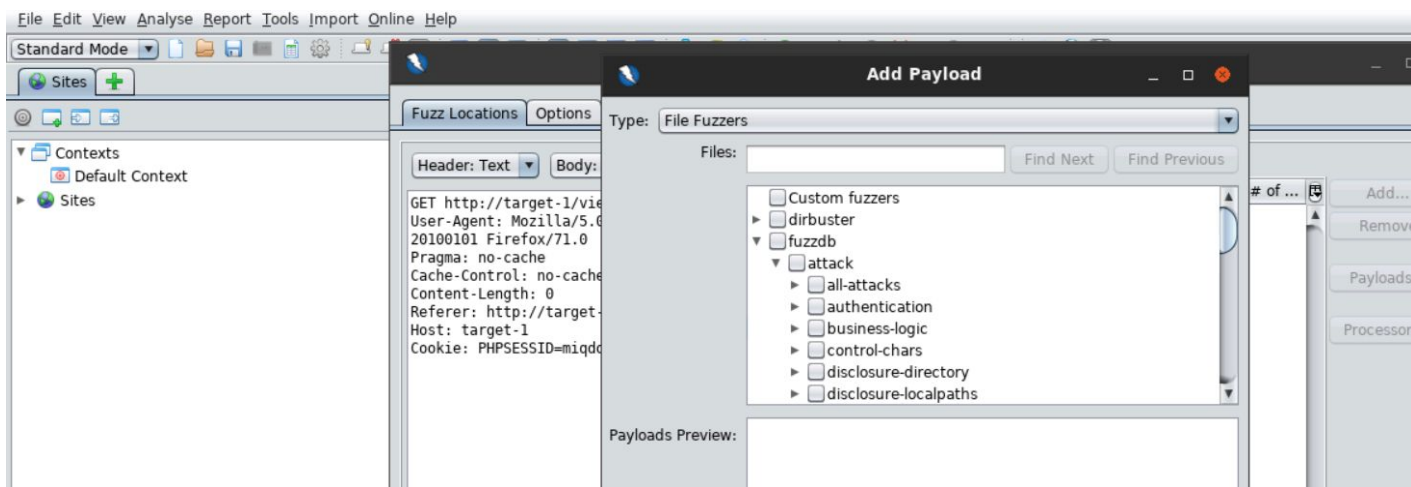 File Edit View Analyse Report Tools Import Online Help
Standard Mode
Sites
Contexts
Default Context
Sites
Fuzz Locations Options
Header: Text Body:
GET http://target-1/vie
User-Agent: Mozilla/5.0
20100101 Firefox/71.0
Pragma: no-cache
Cache-Control: no-cache
Content-Length: 0
Referer: http://target-
Host: target-1
Cookie: PHPSESSID=miqdc
Add Payload
Type: File Fuzzers
Files: Find Next Find Previous
Custom fuzzers
dirbuster
fuzzdb
attack
all-attacks
authentication
business-logic
control-chars
disclosure-directory
disclosure-localpaths
Payloads Preview:
# of ...
Add...
Remove
Payloads
Processor